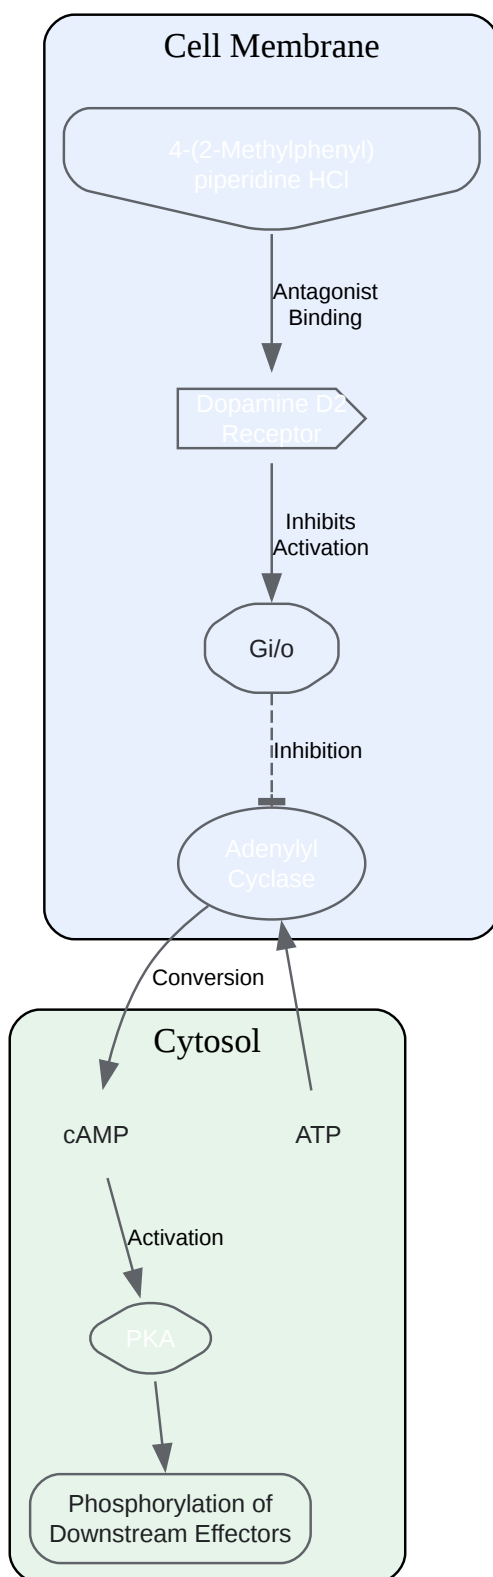 Cell Membrane
4-(2-Methylphenyl)
piperidine HCl
Antagonist
Binding
Dopamine D2
Receptor
Inhibits
Activation
Gi/o
Inhibition
Adenylyl
Cyclase
Conversion
Cytosol
cAMP
ATP
Activation
PKA
Phosphorylation of
Downstream Effectors